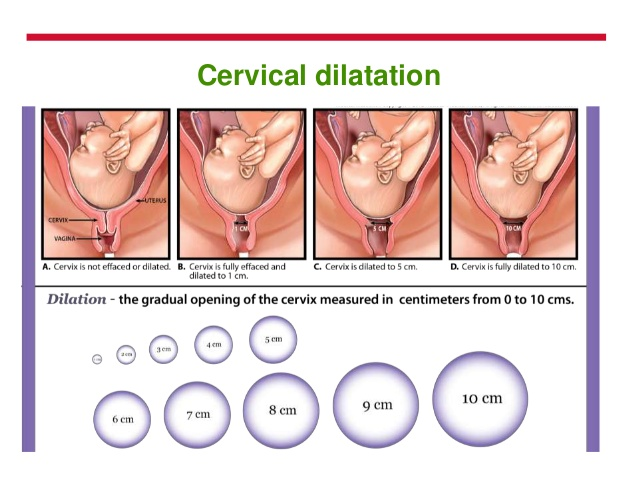 Cervical dilatation
UTERUS
CERVIX
VAGINA
1 CM
5 CM
10 CM
A. Cervix is not effaced or dilated.
B. Cervix is fully effaced and
dilated to 1 cm.
C. Cervix is dilated to 5 cm.
D. Cervix is fully dilated to 10 cm.
Dilation - the gradual opening of the cervix measured in centimeters from 0 to 10 cms.
2 cm
3 cm
4 cm
5 cm
6 cm
7 cm
8 cm
9 cm
10 cm